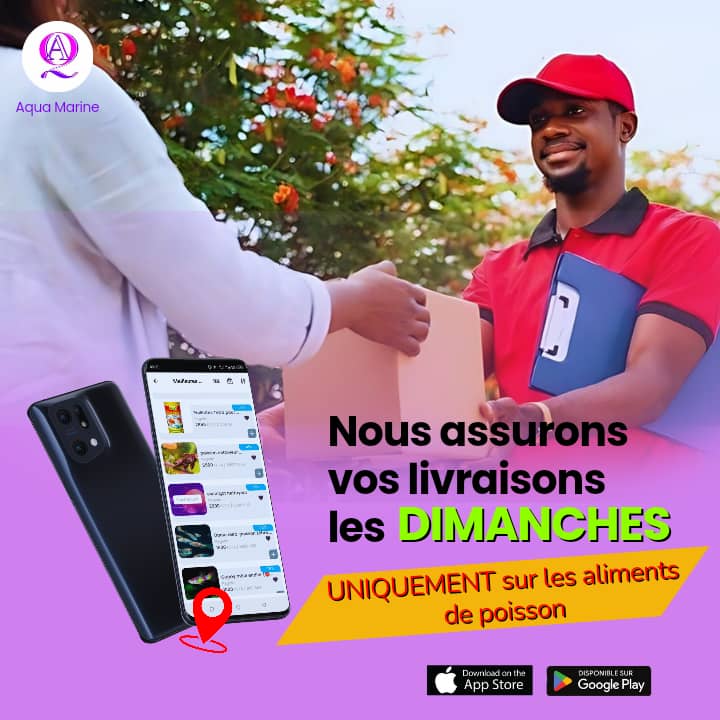 AQ
Aqua Marine
Nous assurons
vos livraisons
les DIMANCHES
UNIQUEMENT sur les aliments
de poisson
Download on the
App Store
DISPONIBLE SUR
Google Play